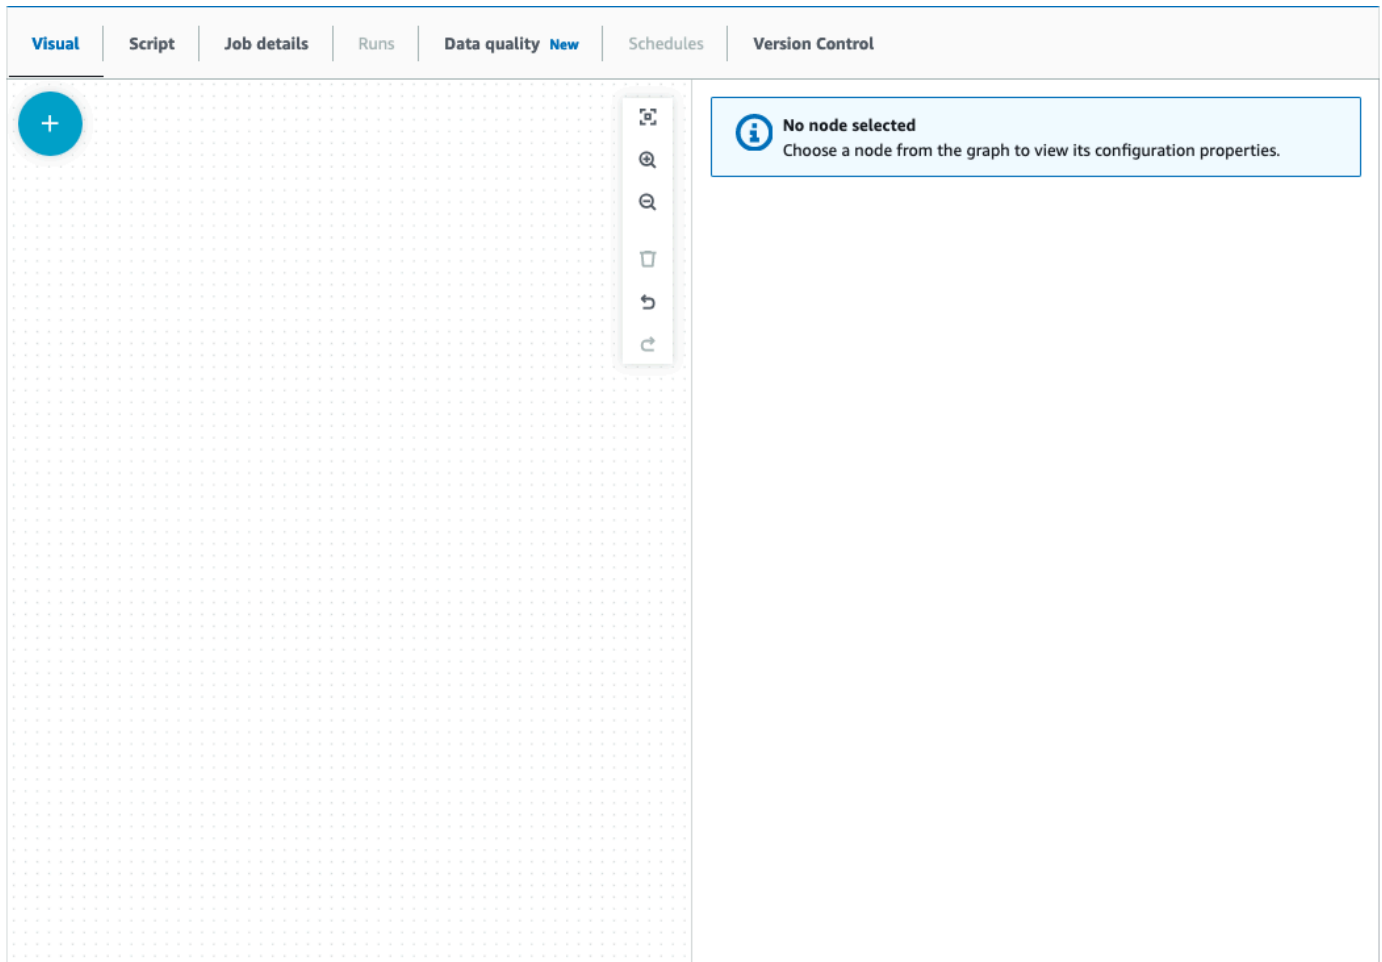 Visual Script Job details Runs Data quality New Schedules Version Control
No node selected
Choose a node from the graph to view its configuration properties.